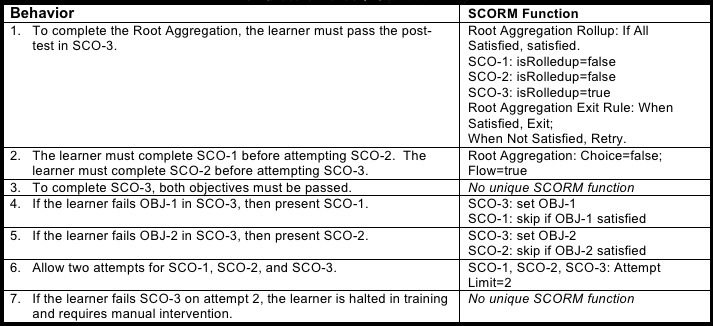 Behavior
SCORM Function
1. To complete the Root Aggregation, the learner must pass the post-
test in SCO-3.
Root Aggregation Rollup: If All
Satisfied, satisfied.
SCO-1: isRolledup=false
SCO-2: isRolledup=false
SCO-3: isRolledup=true
Root Aggregation Exit Rule: When
Satisfied, Exit;
When Not Satisfied, Retry.
2. The learner must complete SCO-1 before attempting SCO-2. The
learner must complete SCO-2 before attempting SCO-3.
Root Aggregation: Choice=false;
Flow=true
3. To complete SCO-3, both objectives must be passed.
No unique SCORM function
4. If the learner fails OBJ-1 in SCO-3, then present SCO-1.
SCO-3: set OBJ-1
SCO-1: skip if OBJ-1 satisfied
5. If the learner fails OBJ-2 in SCO-3, then present SCO-2.
SCO-3: set OBJ-2
SCO-2: skip if OBJ-2 satisfied
6. Allow two attempts for SCO-1, SCO-2, and SCO-3.
SCO-1, SCO-2, SCO-3: Attempt
Limit=2
7. If the learner fails SCO-3 on attempt 2, the learner is halted in training
and requires manual intervention.
No unique SCORM function